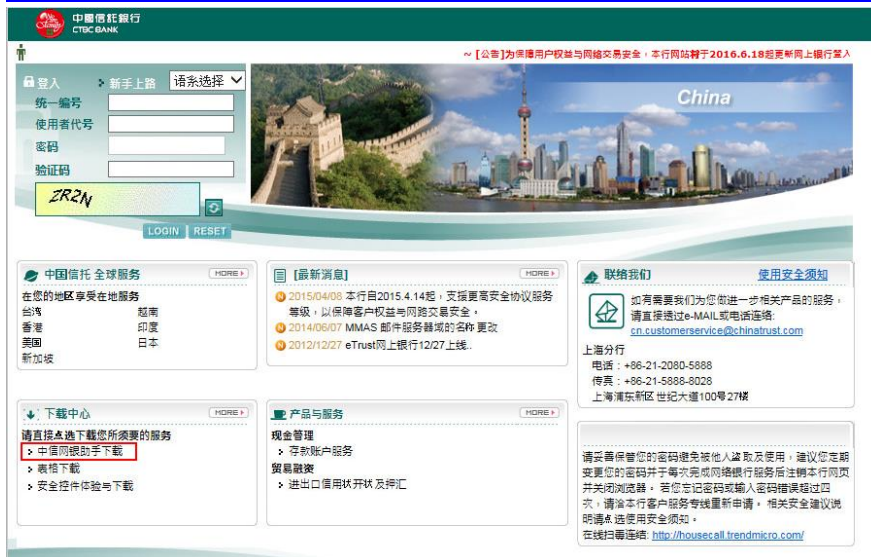 中國信託銀行
CTBC BANK
~ [公告]为保障用户权益与网络交易安全，本行网站将于2016.6.18起更新网上银行登入
登入 新手上路 语系选择
统一编号
使用者代号
密码
验证码
ZR2N
LOGIN RESET
China
中国信托 全球服务 MORE
在您的地区享受在地服务
台湾 越南
香港 印度
美国 日本
新加坡
[最新消息] MORE
N 2015/04/08 本行自2015.4.14起，支援更高安全协议服务
等级，以保障客户权益与网路交易安全。
N 2014/06/07 MMAS 邮件服务器域的名称 更改
N 2012/12/27 eTrust网上银行12/27上线..
联络我们 使用安全须知
如有需要我们为您做进一步相关产品的服务，
请直接透过e-MAIL或电话连络:
cn.customerservice@chinatrust.com
上海分行
电话：+86-21-2080-5888
传真：+86-21-5888-8028
上海浦东新区 世纪大道100号27楼
下载中心 MORE
请直接点选下载您所须要的服务
中信网银助手下载
表格下载
安全控件体验与下载
产品与服务 MORE
现金管理
存款账户服务
贸易融资
进出口信用状开状及押汇
请妥善保管您的密码避免被他人盗取及使用，建议您定期
变更您的密码并于每次完成网络银行服务后注销本行网页
并关闭浏览器。 若您忘记密码或输入密码错误超过四
次，请洽本行客户服务专线重新申请。 相关安全建议说
明请点选使用安全须知。
在线扫毒连结: http://housecall.trendmicro.com/